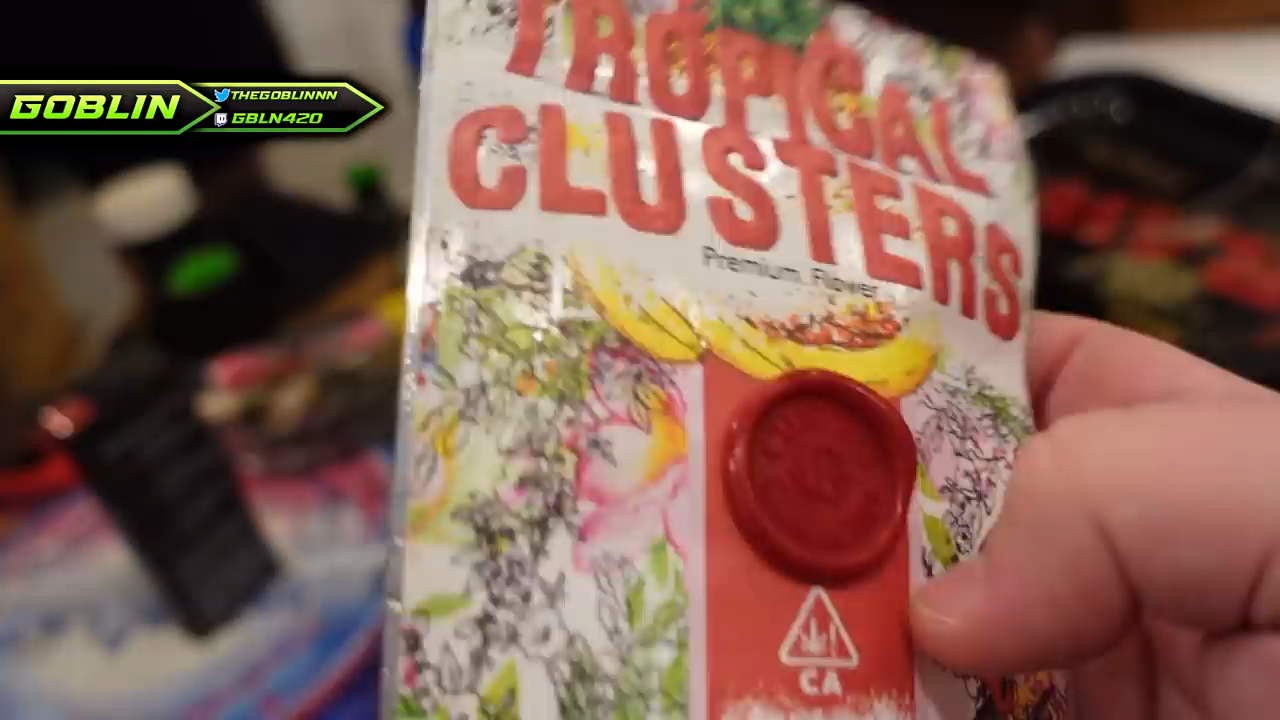 GOBLIN
THEGOBLINNN
GBLN420
TROPICAL
CLUSTERS
Premium Flower
CA